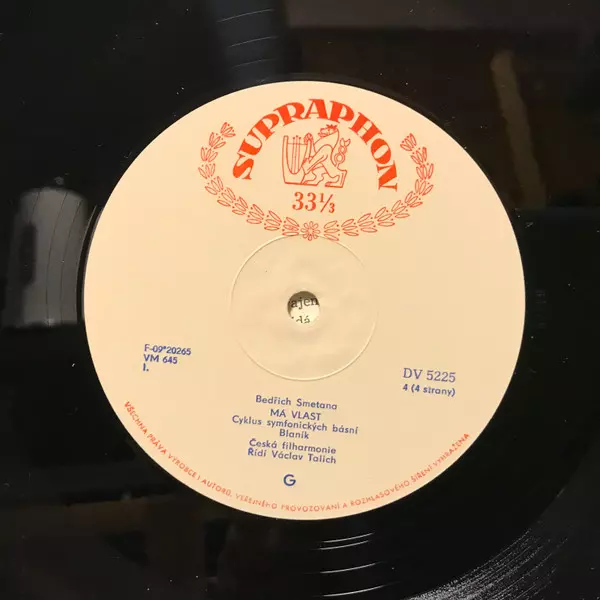 SUPRAPHON
33⅓
ajen
F-09*20265
VM 645
I.
DV 5225
4 (4 strany)
Bedřich Smetana
MÁ VLAST
Cyklus symfonických básní
Blaník
Česká filharmonie
Řídí Václav Talich
G
VŠECHNA PRÁVA VÝROBCE I AUTORŮ, VEŘEJNÉHO PROVOZOVÁNÍ A ROZHLASOVÉHO ŠÍŘENÍ VYHRAZENA